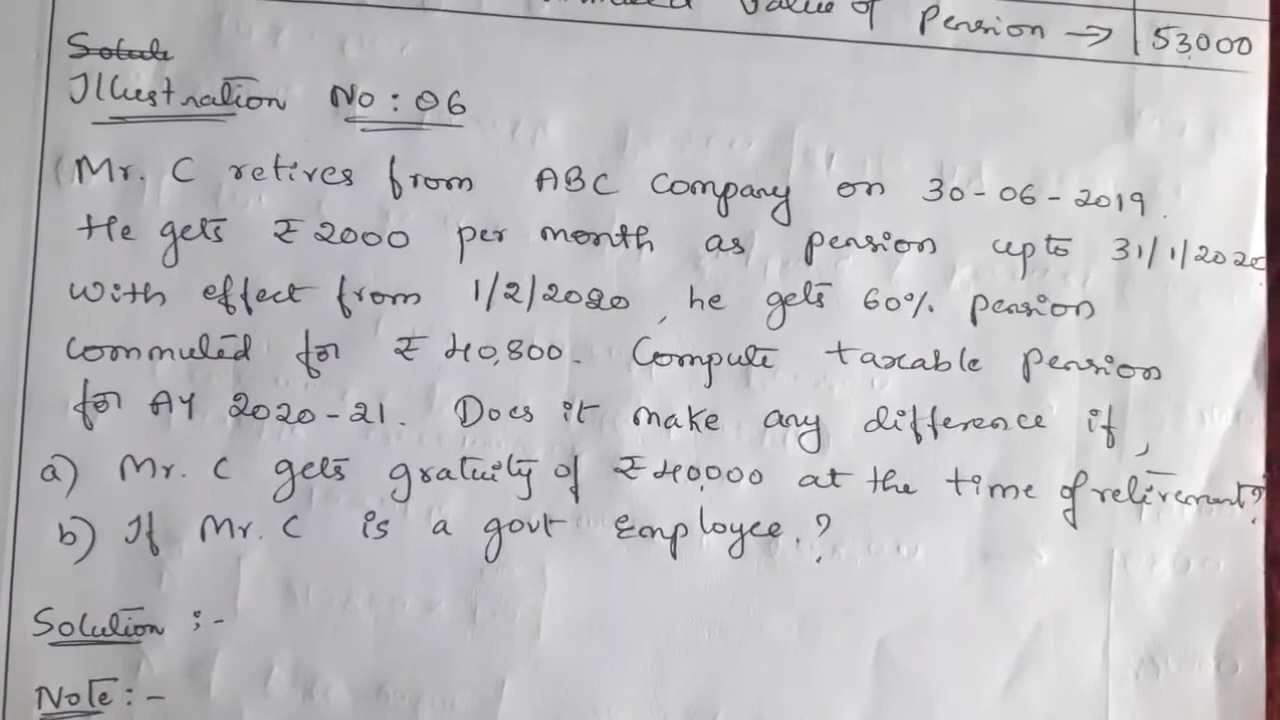 Value of Pension → 53000
Solute
Illustration No: 06
Mr. C retires from ABC Company on 30-06-2019.
He gets ₹ 2000 per month as pension upto 31/1/2020
With effect from 1/2/2020, he gets 60% pension
Commuted for ₹ 40,800. Compute taxable pension
for AY 2020-21. Does it make any difference if,
a) Mr. C gets gratuity of ₹ 40,000 at the time of retirement?
b) If Mr. C is a govt Employee.?
Solution :-
Note:-